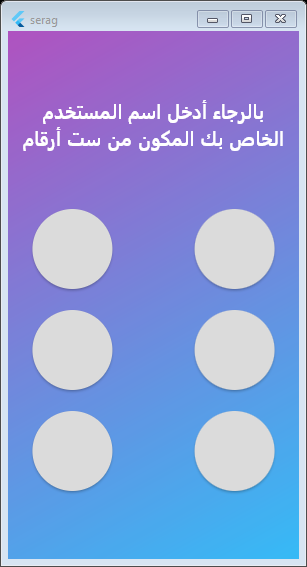 serag
بالرجاء أدخل اسم المستخدم
الخاص بك المكون من ست أرقام